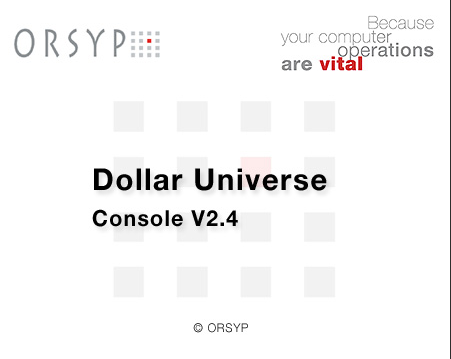 ORSYP
Because
your computer
operations
are vital
Dollar Universe
Console V2.4
© ORSYP